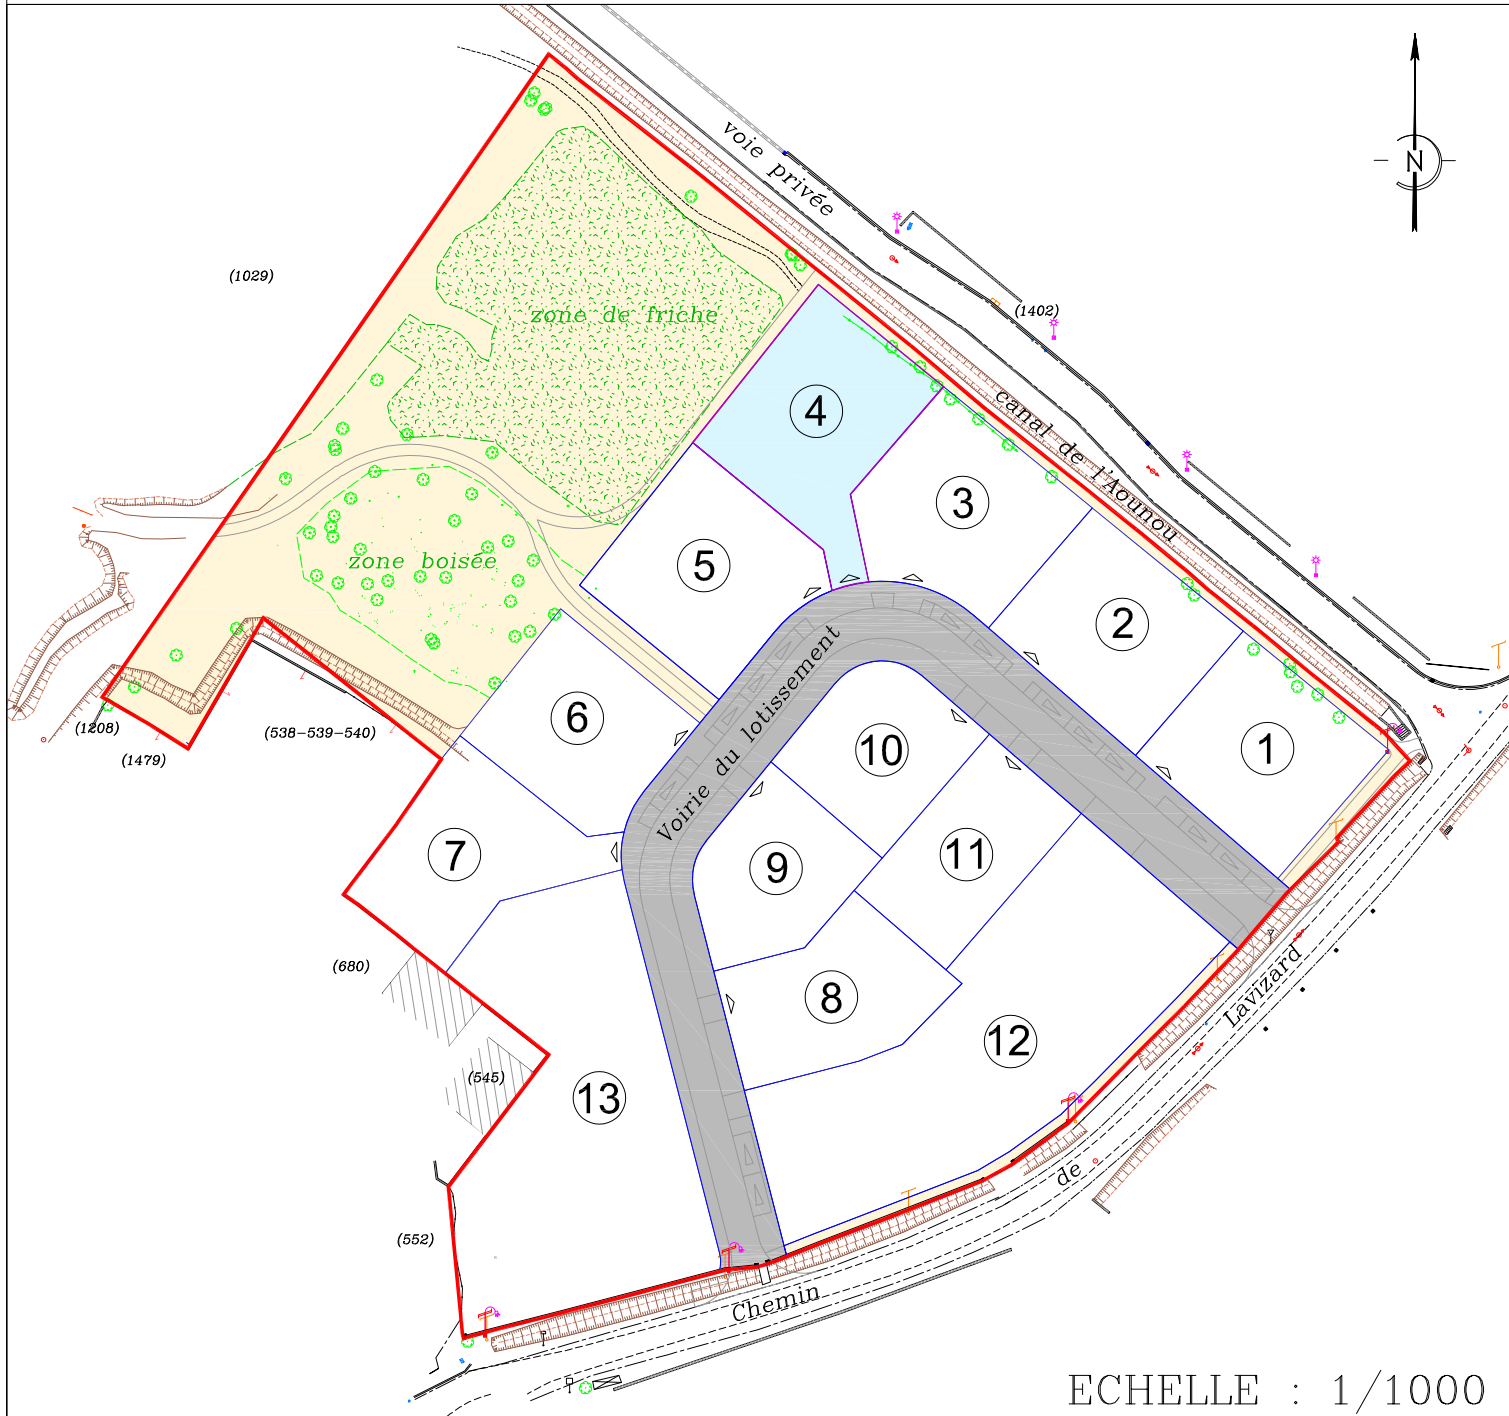 voie privée
N
(1029)
(1402)
zone de friche
canal de l'Aounou
4
3
5
zone boisée
2
6
Voirie du lotissement
10
1
(1208)
(538-539-540)
(1479)
7
9
11
(680)
8
Lavizard
12
(545)
13
de
(552)
Chemin
ECHELLE : 1/1000